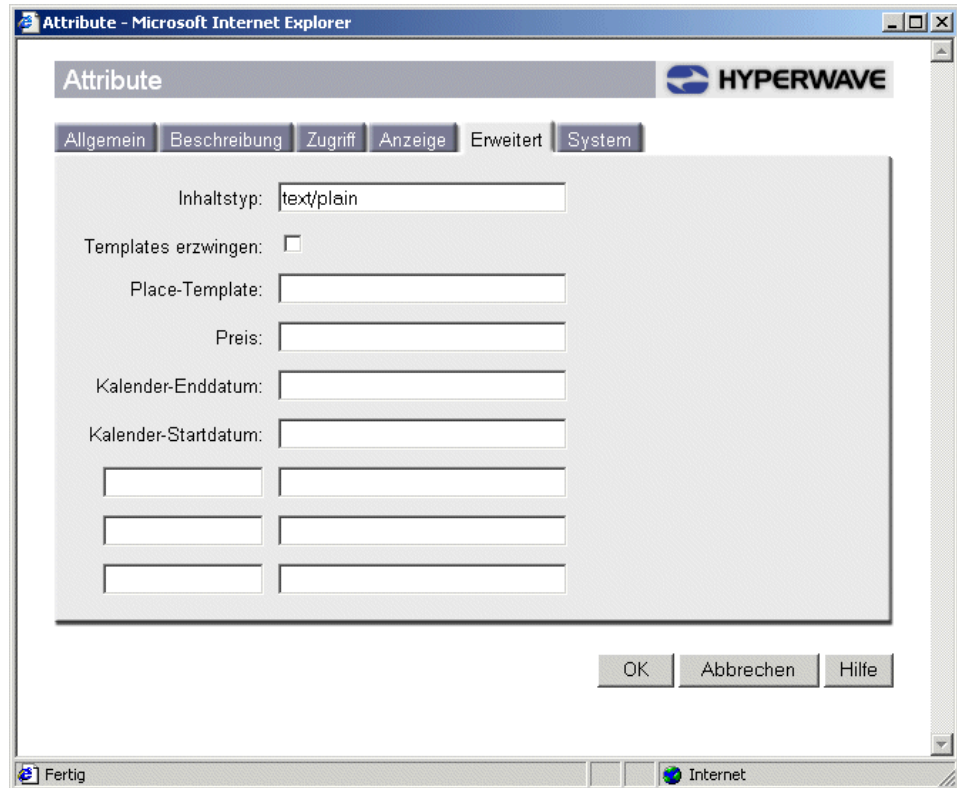 Attribute - Microsoft Internet Explorer
Attribute
HYPERWAVE
Allgemein Beschreibung Zugriff Anzeige Erweitert System
Inhaltstyp: text/plain
Templates erzwingen:
Place-Template:
Preis:
Kalender-Enddatum:
Kalender-Startdatum:
OK Abbrechen Hilfe
Fertig Internet